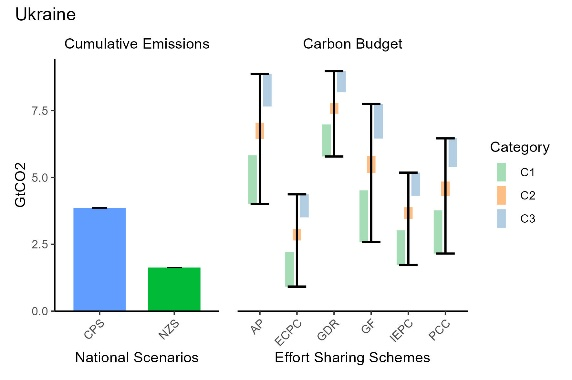 Ukraine
Cumulative Emissions
Carbon Budget
GtCO2
7.5
5.0
2.5
0.0
CPS
NZS
AP
ECPC
GDR
GF
IEPC
PCC
National Scenarios
Effort Sharing Schemes
Category
C1
C2
C3